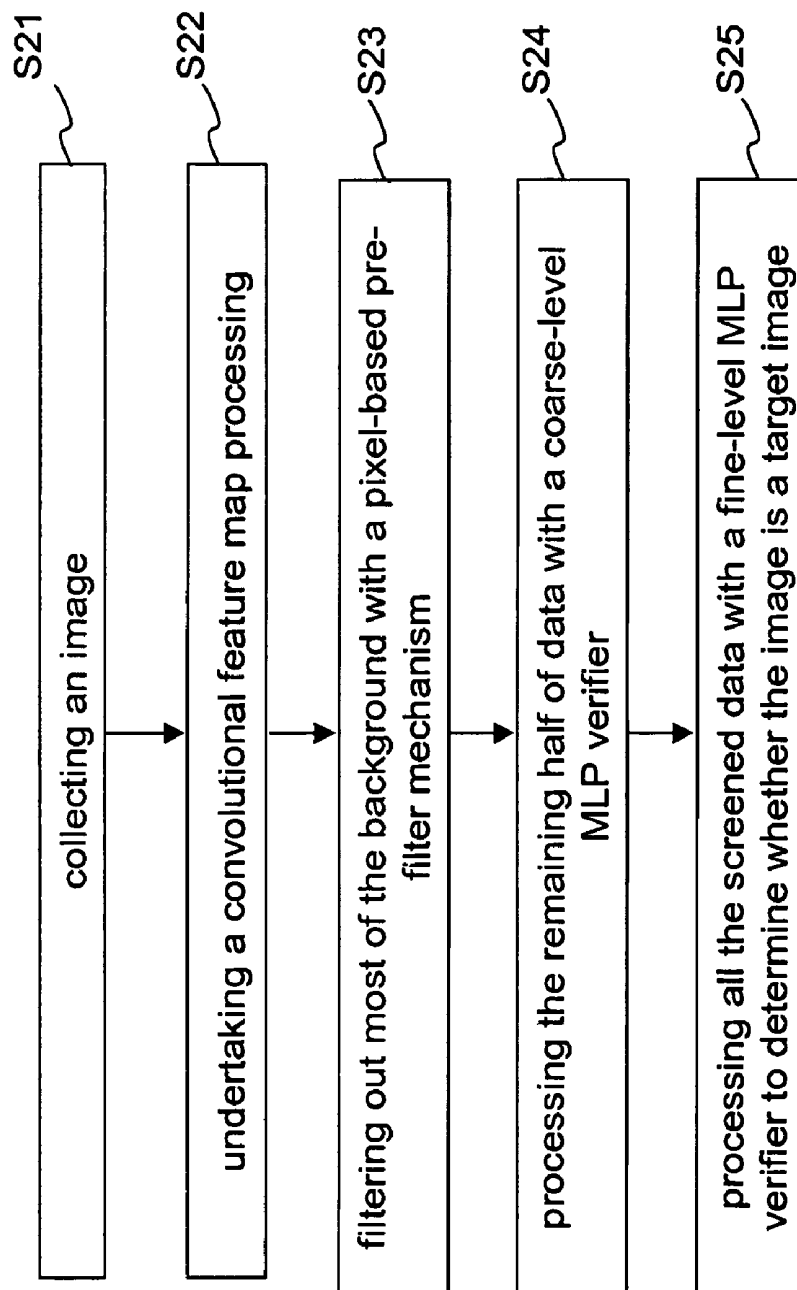 S21
collecting an image
S22
undertaking a convolutional feature map processing
S23
filtering out most of the background with a pixel-based pre-
filter mechanism
S24
processing the remaining half of data with a coarse-level
MLP verifier
S25
processing all the screened data with a fine-level MLP
verifier to determine whether the image is a target image